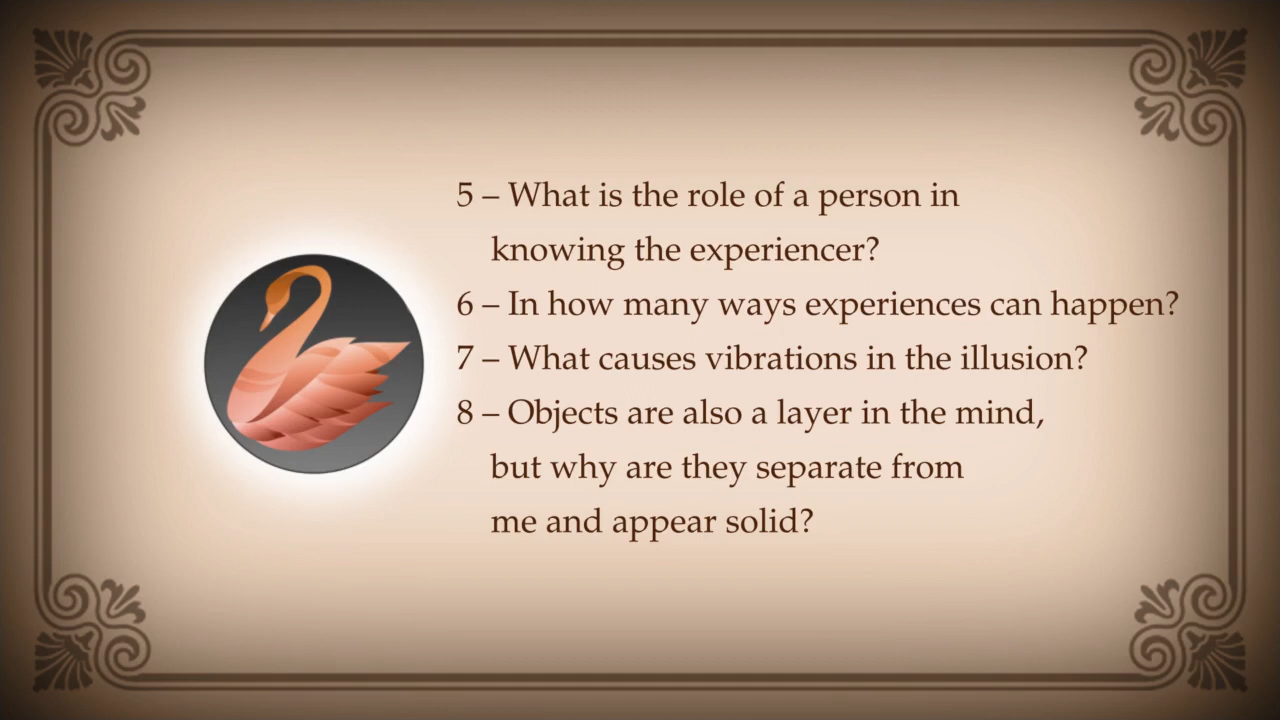 5 – What is the role of a person in
knowing the experiencer?
6 – In how many ways experiences can happen?
7 – What causes vibrations in the illusion?
8 – Objects are also a layer in the mind,
but why are they separate from
me and appear solid?